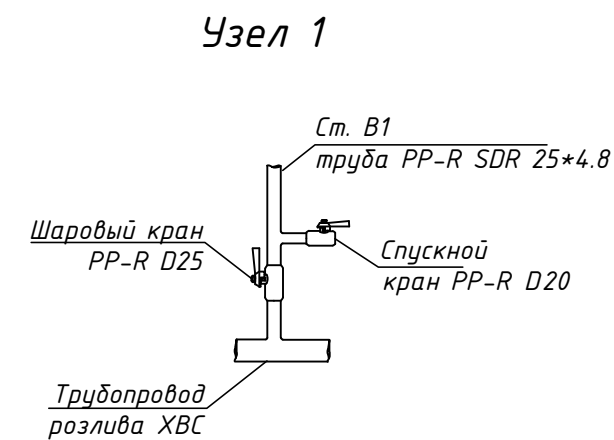 Узел 1
Ст. В1
труба PP-R SDR 25*4.8
Шаровый кран
PP-R D25
Спускной
кран PP-R D20
Трубопровод
розлива ХВС